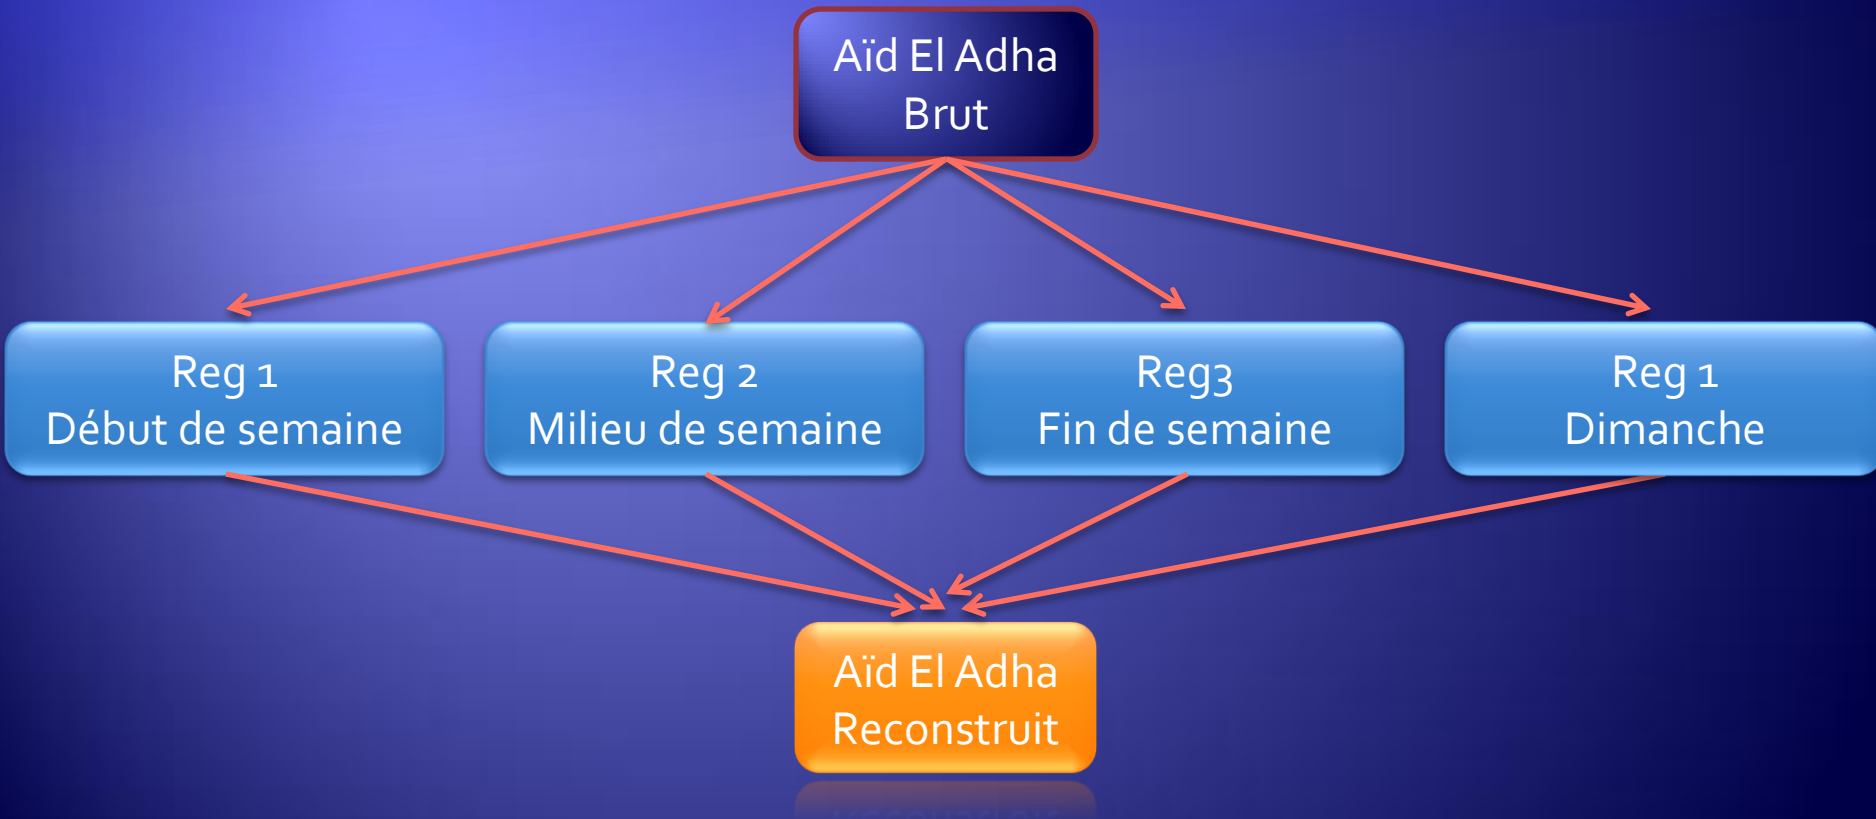 Aïd El Adha
Brut
Reg 1
Début de semaine
Reg 2
Milieu de semaine
Reg3
Fin de semaine
Reg 1
Dimanche
Aïd El Adha
Reconstruit